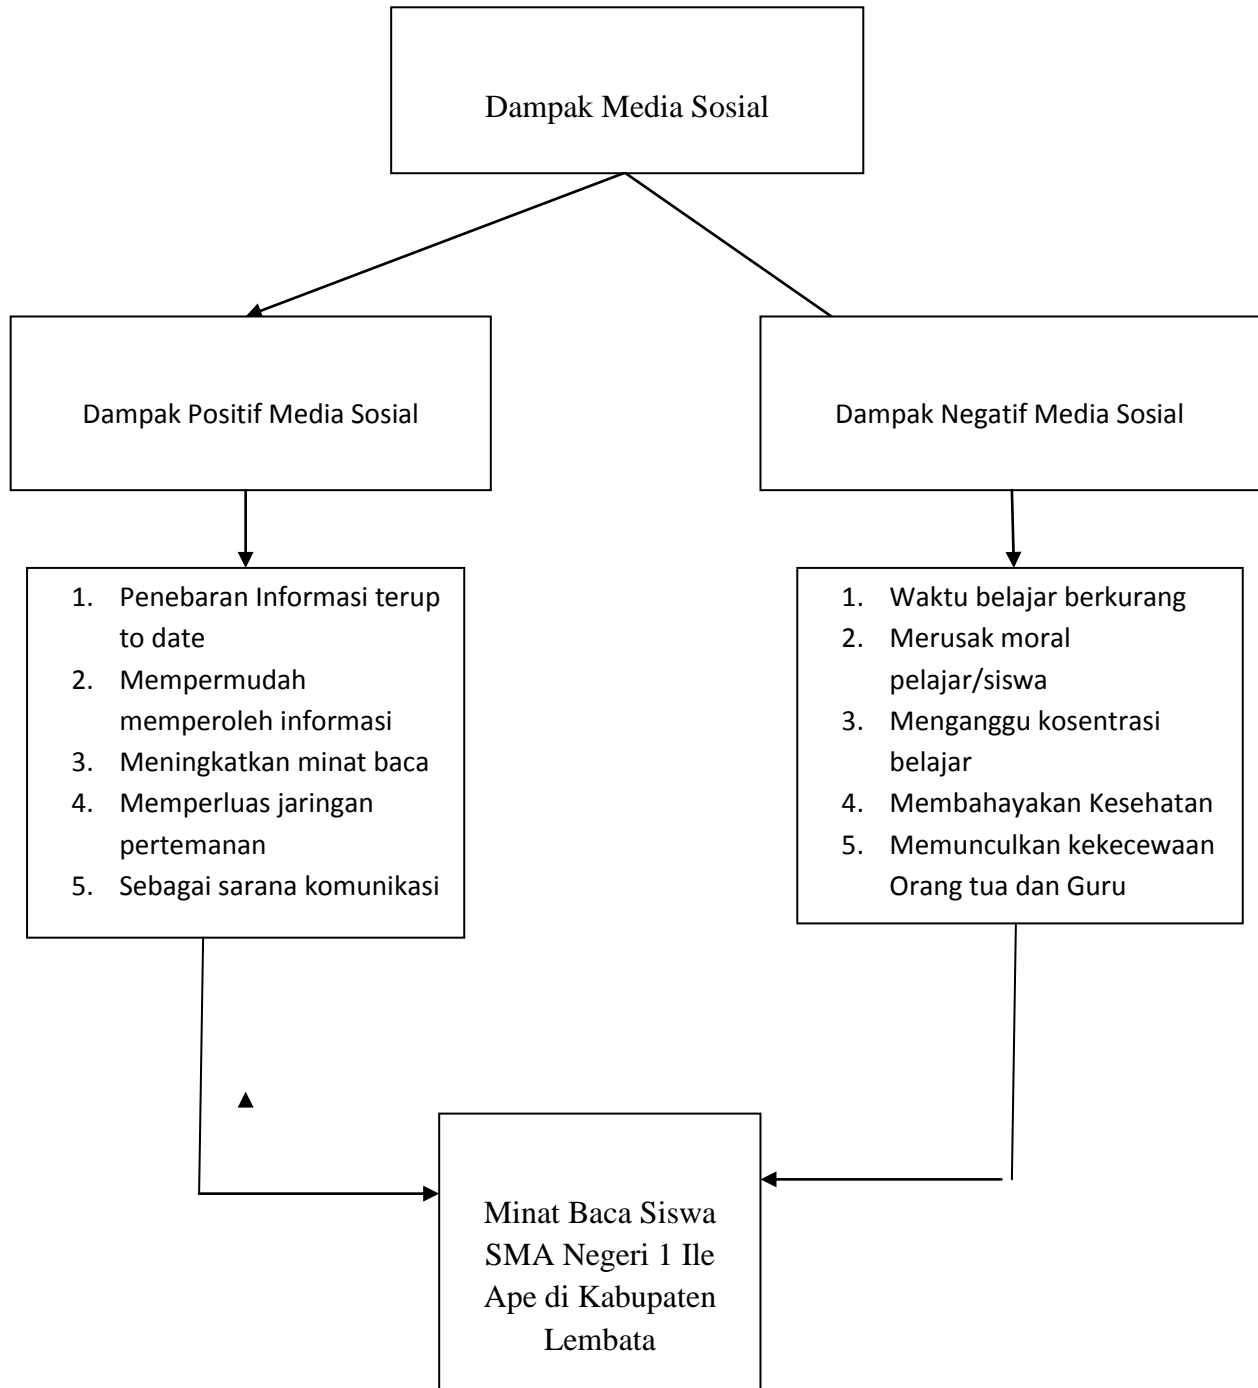 Dampak Media Sosial
Dampak Positif Media Sosial
Dampak Negatif Media Sosial
1. Penebaran Informasi terup
to date
2. Mempermudah
memperoleh informasi
3. Meningkatkan minat baca
4. Memperluas jaringan
pertemanan
5. Sebagai sarana komunikasi
1. Waktu belajar berkurang
2. Merusak moral
pelajar/siswa
3. Menganggu kosentrasi
belajar
4. Membahayakan Kesehatan
5. Memunculkan kekecewaan
Orang tua dan Guru
Minat Baca Siswa
SMA Negeri 1 Ile
Ape di Kabupaten
Lembata